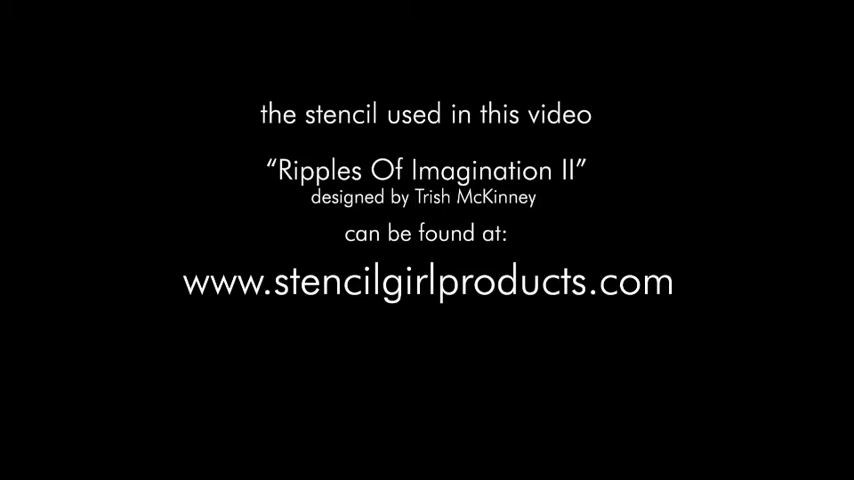 the stencil used in this video
“Ripples Of Imagination II”
designed by Trish McKinney
can be found at:
www.stencilgirlproducts.com